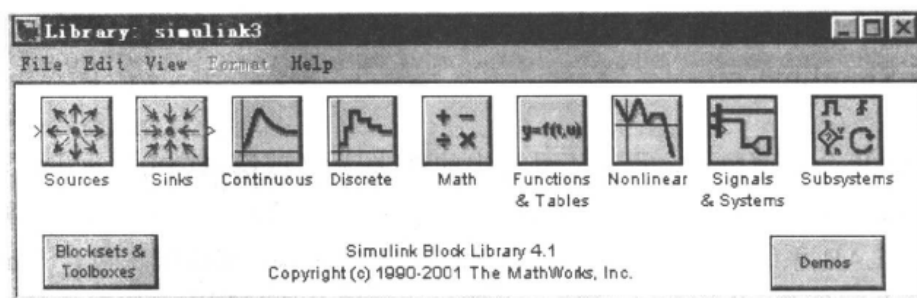 Library: simulink3
File Edit View Format Help
y=f(t,u)
Sources Sinks Continuous Discrete Math Functions & Tables Nonlinear Signals & Systems Subsystems
Blocksets & Toolboxes
Simulink Block Library 4.1
Copyright (c) 1990-2001 The MathWorks, Inc.
Demos